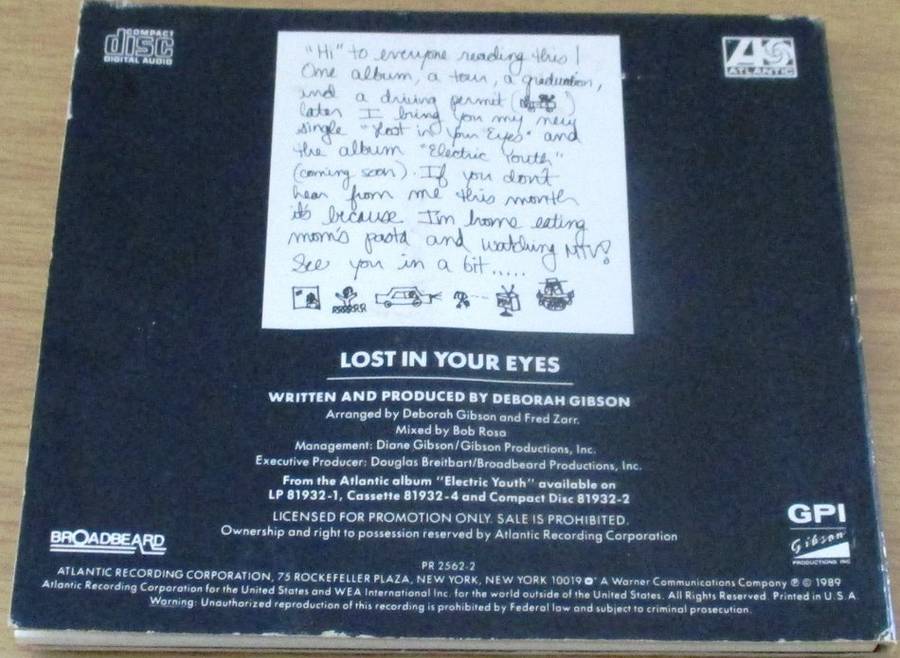 COMPACT
disc
DIGITAL AUDIO
ATLANTIC
"Hi" to everyone reading this!
One album, a tour, a graduation,
and a driving permit ( )
later I bring you my new
single "Lost in Your Eyes" and
the album "Electric Youth"
(coming soon). If you don't
hear from me this month
it's because I'm home eating
mom's pasta and watching MTV!
See you in a bit.....
LOST IN YOUR EYES
WRITTEN AND PRODUCED BY DEBORAH GIBSON
Arranged by Deborah Gibson and Fred Zarr.
Mixed by Bob Rosa
Management: Diane Gibson/Gibson Productions, Inc.
Executive Producer: Douglas Breitbart/Broadbeard Productions, Inc.
From the Atlantic album "Electric Youth" available on
LP 81932-1, Cassette 81932-4 and Compact Disc 81932-2
LICENSED FOR PROMOTION ONLY. SALE IS PROHIBITED.
Ownership and right to possession reserved by Atlantic Recording Corporation
BROADBEARD
GPI
Gibson
PRODUCTIONS INC
PR 2562-2
ATLANTIC RECORDING CORPORATION, 75 ROCKEFELLER PLAZA, NEW YORK, NEW YORK 10019 A Warner Communications Company ℗ © 1989
Atlantic Recording Corporation for the United States and WEA International Inc. for the world outside of the United States. All Rights Reserved. Printed in U.S.A.
Warning: Unauthorized reproduction of this recording is prohibited by Federal law and subject to criminal prosecution.